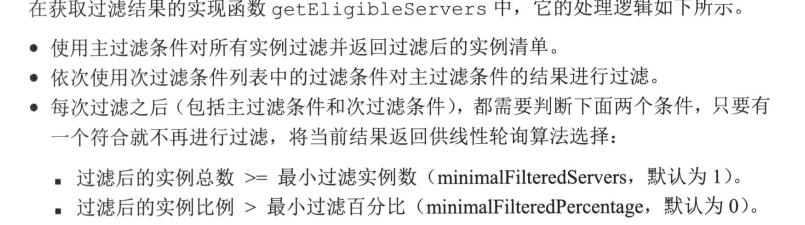 在获取过滤结果的实现函数 getEligibleServers 中，它的处理逻辑如下所示。
● 使用主过滤条件对所有实例过滤并返回过滤后的实例清单。
● 依次使用次过滤条件列表中的过滤条件对主过滤条件的结果进行过滤。
● 每次过滤之后（包括主过滤条件和次过滤条件），都需要判断下面两个条件，只要有
一个符合就不再进行过滤，将当前结果返回供线性轮询算法选择：
■ 过滤后的实例总数 >= 最小过滤实例数（minimalFilteredServers，默认为 1）。
■ 过滤后的实例比例 > 最小过滤百分比（minimalFilteredPercentage，默认为 0）。